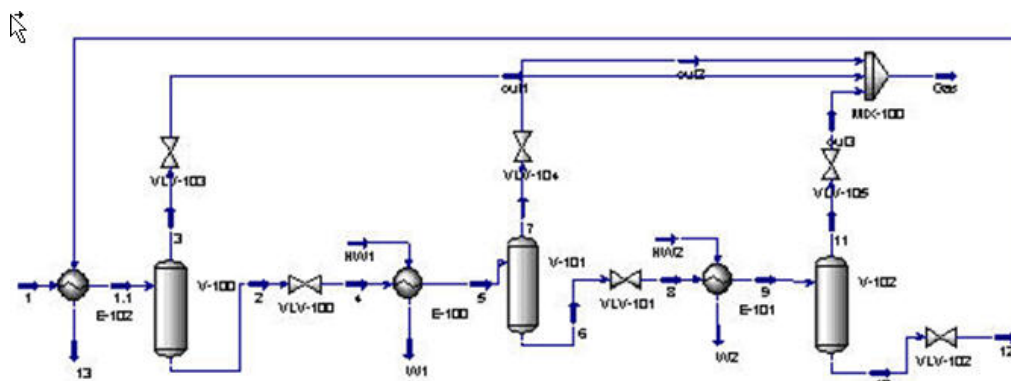 out1
out2
Gas
MIX-100
out3
VLV-103
VLV-104
VLV-105
3
7
11
HW1
HW2
V-100
V-101
V-102
1
1.1
E-102
2
VLV-100
4
E-100
5
6
VLV-101
8
E-101
9
VLV-102
12
13
W1
W2